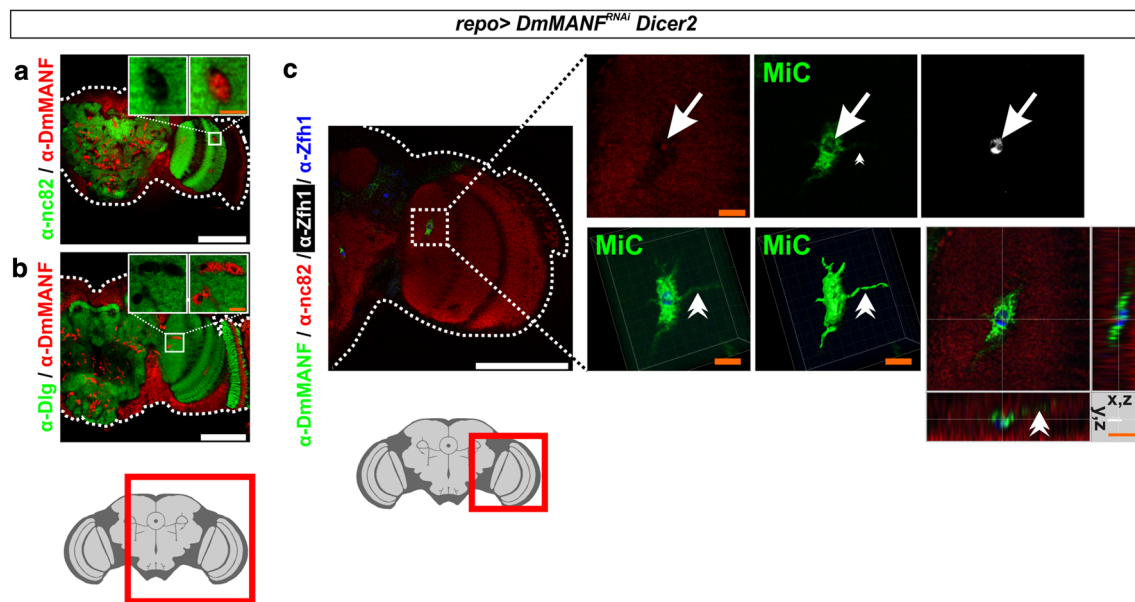 repo> DmMANF^RNAi Dicer2
a
α-nc82 / α-DmMANF
b
α-Dlg / α-DmMANF
c
α-DmMANF / α-nc82 / α-Zfh1 / α-Zfh1
MiC
MiC
MiC
x,z
y,z